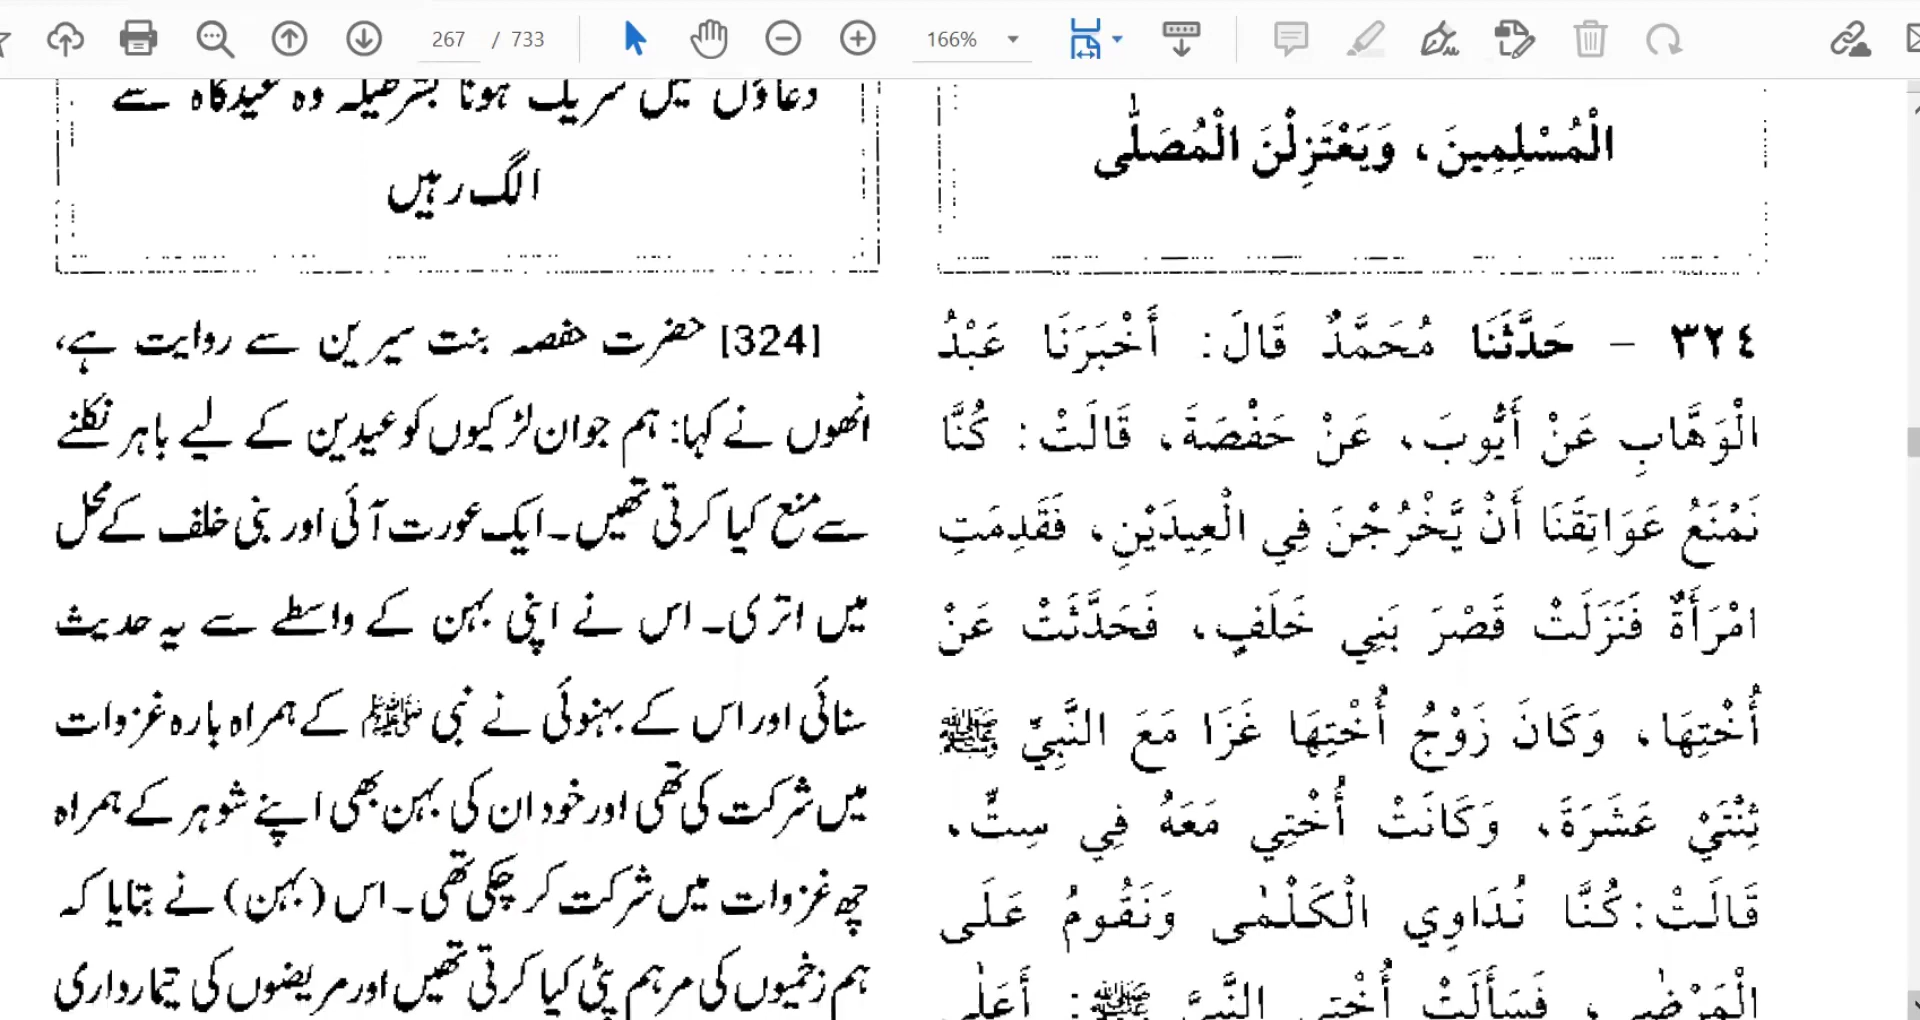 267 / 733
166%
الْمُسْلِمِينَ، وَيَعْتَزِلْنَ الْمُصَلَّى
٣٢٤ - حَدَّثَنَا مُحَمَّدٌ قَالَ: أَخْبَرَنَا عَبْدُ
الْوَهَّابِ عَنْ أَيُّوبَ، عَنْ حَفْصَةَ، قَالَتْ: كُنَّا
نَمْنَعُ عَوَاتِقَنَا أَنْ يَّخْرُجْنَ فِي الْعِيدَيْنِ، فَقَدِمَتِ
امْرَأَةٌ فَنَزَلَتْ قَصْرَ بَنِي خَلَفٍ، فَحَدَّثَتْ عَنْ
أُخْتِهَا، وَكَانَ زَوْجُ أُخْتِهَا غَزَا مَعَ النَّبِيِّ ﷺ
ثِنْتَيْ عَشَرَةَ، وَكَانَتْ أُخْتِي مَعَهُ فِي سِتٍّ،
قَالَتْ: كُنَّا نُدَاوِي الْكَلْمٰى وَنَقُومُ عَلَى
الْمَرْضٰى، فَسَأَلَتْ أُخْتِي النَّبِيَّ ﷺ: أَعَلٰى
دعاؤں میں شریک ہونا بشرطیکہ وہ عیدگاہ سے
الگ رہیں
[324] حضرت حفصہ بنت سیرین سے روایت ہے،
انھوں نے کہا: ہم جوان لڑکیوں کو عیدین کے لیے باہر نکلنے
سے منع کیا کرتی تھیں۔ ایک عورت آئی اور بنی خلف کے محل
میں اتری۔ اس نے اپنی بہن کے واسطے سے یہ حدیث
سنائی اور اس کے بہنوئی نے نبی ﷺ کے ہمراہ بارہ غزوات
میں شرکت کی تھی اور خود ان کی بہن بھی اپنے شوہر کے ہمراہ
چھ غزوات میں شرکت کر چکی تھی۔ اس (بہن) نے بتایا کہ
ہم زخمیوں کی مرہم پٹی کیا کرتی تھیں اور مریضوں کی تیمارداری